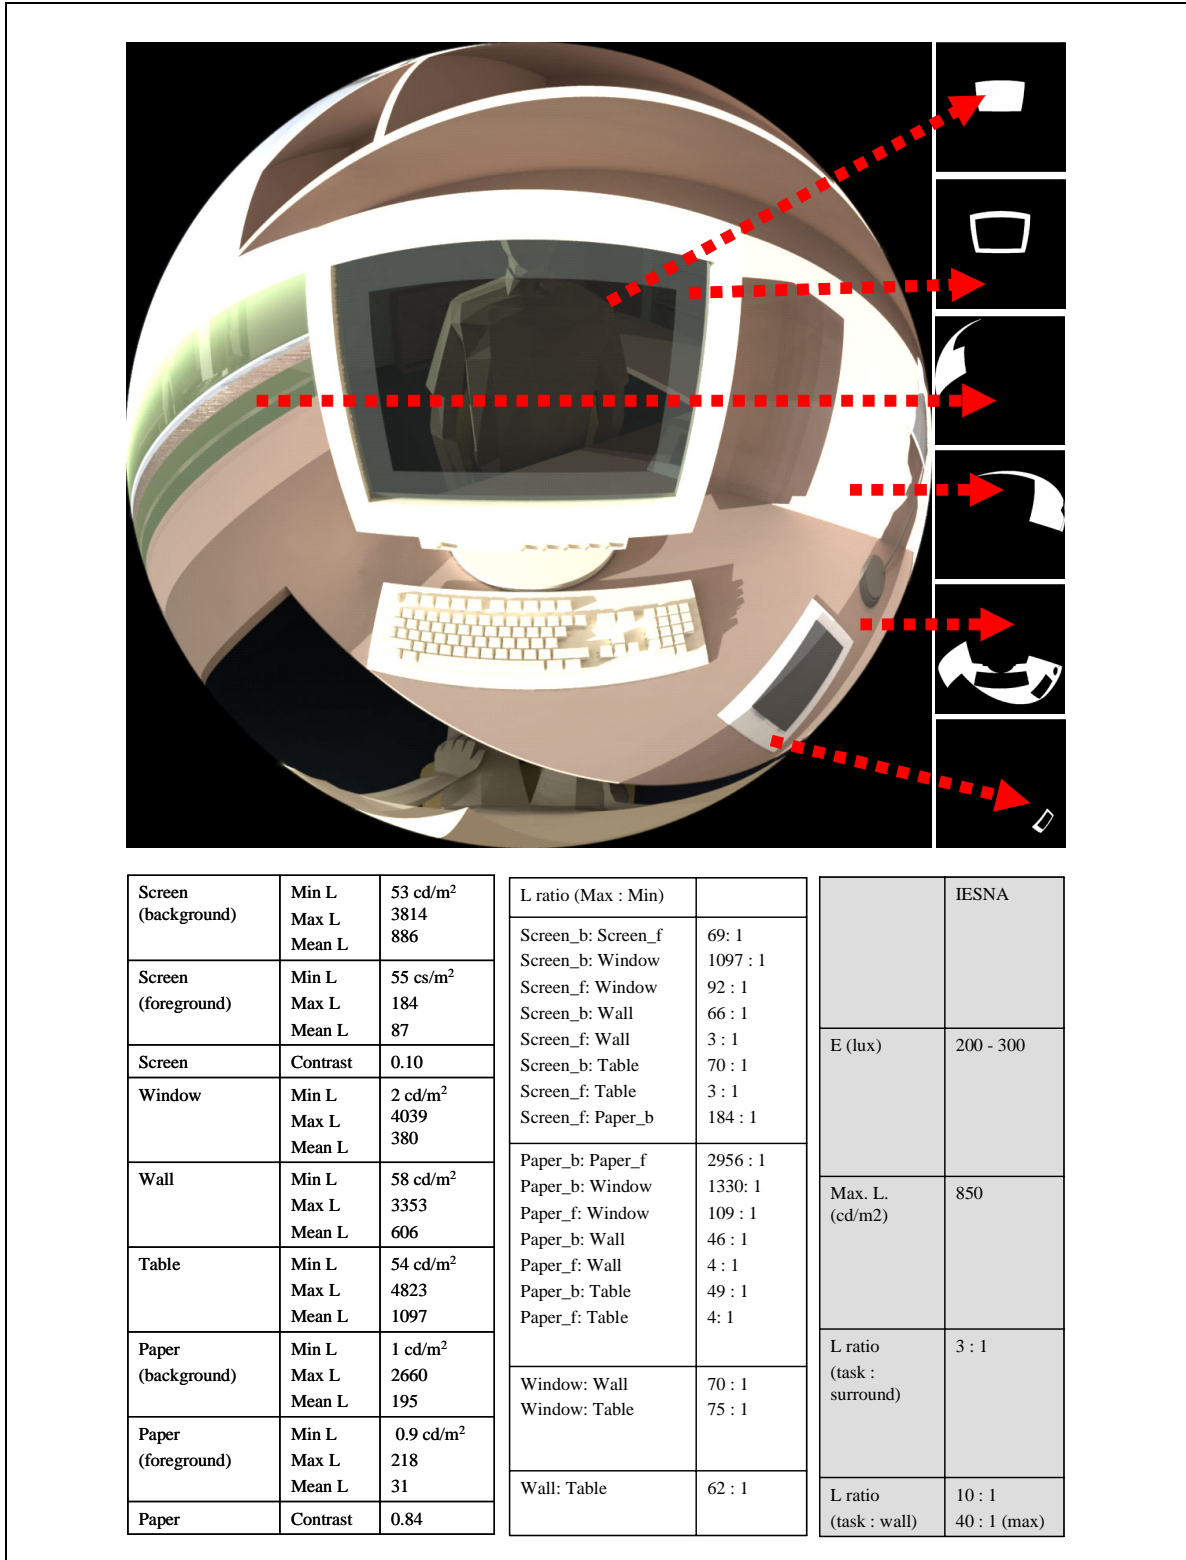 Screen Min L 53 cd/m²
(background) Max L 3814
Mean L 886
Screen Min L 55 cs/m²
(foreground) Max L 184
Mean L 87
Screen Contrast 0.10
Window Min L 2 cd/m²
Max L 4039
Mean L 380
Wall Min L 58 cd/m²
Max L 3353
Mean L 606
Table Min L 54 cd/m²
Max L 4823
Mean L 1097
Paper Min L 1 cd/m²
(background) Max L 2660
Mean L 195
Paper Min L 0.9 cd/m²
(foreground) Max L 218
Mean L 31
Paper Contrast 0.84
L ratio (Max : Min)
Screen_b: Screen_f 69: 1
Screen_b: Window 1097 : 1
Screen_f: Window 92 : 1
Screen_b: Wall 66 : 1
Screen_f: Wall 3 : 1
Screen_b: Table 70 : 1
Screen_f: Table 3 : 1
Screen_f: Paper_b 184 : 1
Paper_b: Paper_f 2956 : 1
Paper_b: Window 1330: 1
Paper_f: Window 109 : 1
Paper_b: Wall 46 : 1
Paper_f: Wall 4 : 1
Paper_b: Table 49 : 1
Paper_f: Table 4: 1
Window: Wall 70 : 1
Window: Table 75 : 1
Wall: Table 62 : 1
IESNA
E (lux) 200 - 300
Max. L. 850
(cd/m2)
L ratio 3 : 1
(task :
surround)
L ratio 10 : 1
(task : wall) 40 : 1 (max)